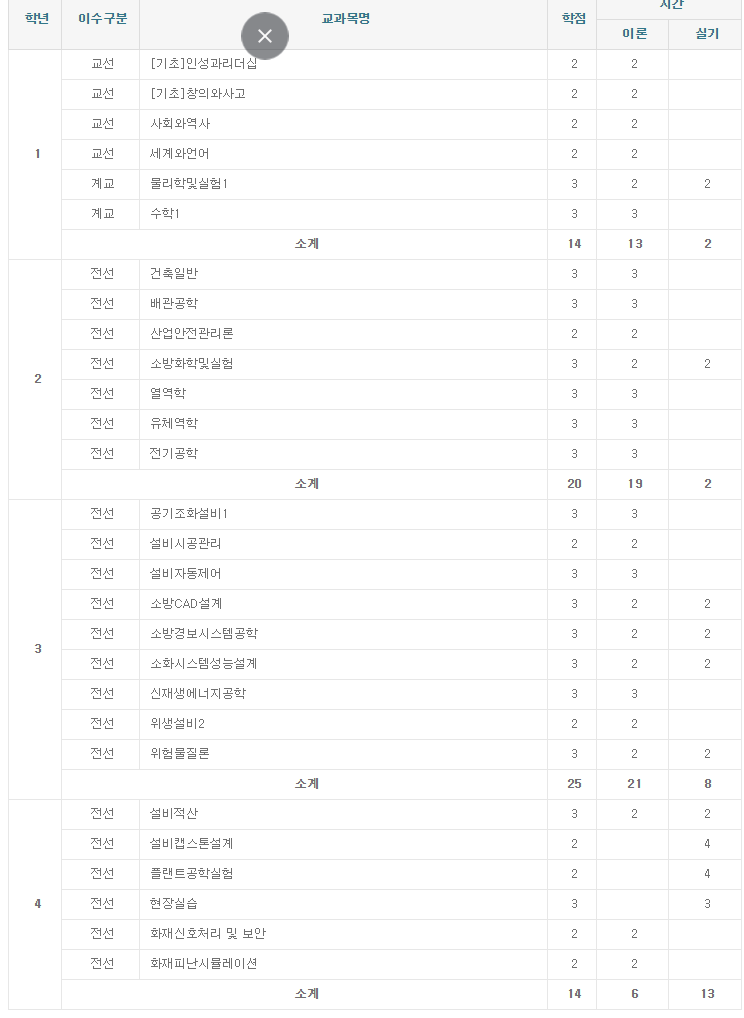 학년 이수구분 교과목명 학점 시간
이론 실기
1
교선 [기초]인성과리더십 2 2
교선 [기초]창의와사고 2 2
교선 사회와역사 2 2
교선 세계와언어 2 2
계교 물리학및실험1 3 2 2
계교 수학1 3 3
소계 14 13 2
2
전선 건축일반 3 3
전선 배관공학 3 3
전선 산업안전관리론 2 2
전선 소방화학및실험 3 2 2
전선 열역학 3 3
전선 유체역학 3 3
전선 전기공학 3 3
소계 20 19 2
3
전선 공기조화설비1 3 3
전선 설비시공관리 2 2
전선 설비자동제어 3 3
전선 소방CAD설계 3 2 2
전선 소방경보시스템공학 3 2 2
전선 소화시스템성능설계 3 2 2
전선 신재생에너지공학 3 3
전선 위생설비2 2 2
전선 위험물질론 3 2 2
소계 25 21 8
4
전선 설비적산 3 2 2
전선 설비캡스톤설계 2 4
전선 플랜트공학실험 2 4
전선 현장실습 3 3
전선 화재신호처리 및 보안 2 2
전선 화재피난시뮬레이션 2 2
소계 14 6 13